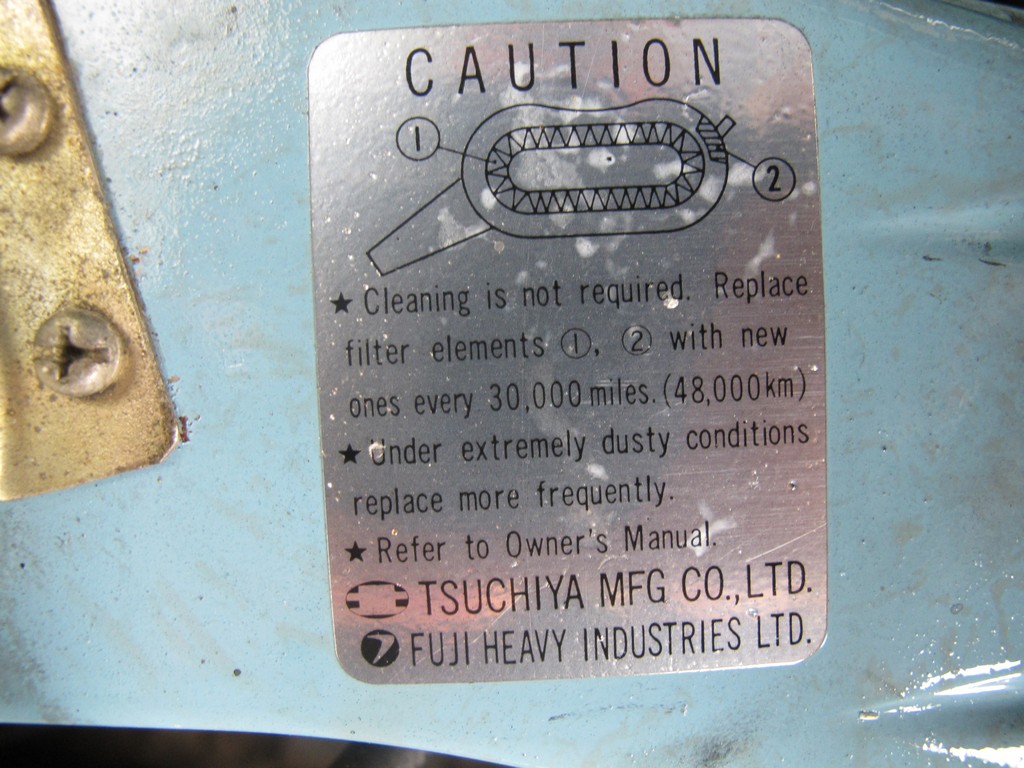 CAUTION
① ②
★ Cleaning is not required. Replace
filter elements ①, ② with new
ones every 30,000 miles. (48,000km)
★ Under extremely dusty conditions
replace more frequently.
★ Refer to Owner's Manual.
TSUCHIYA MFG CO.,LTD.
FUJI HEAVY INDUSTRIES LTD.